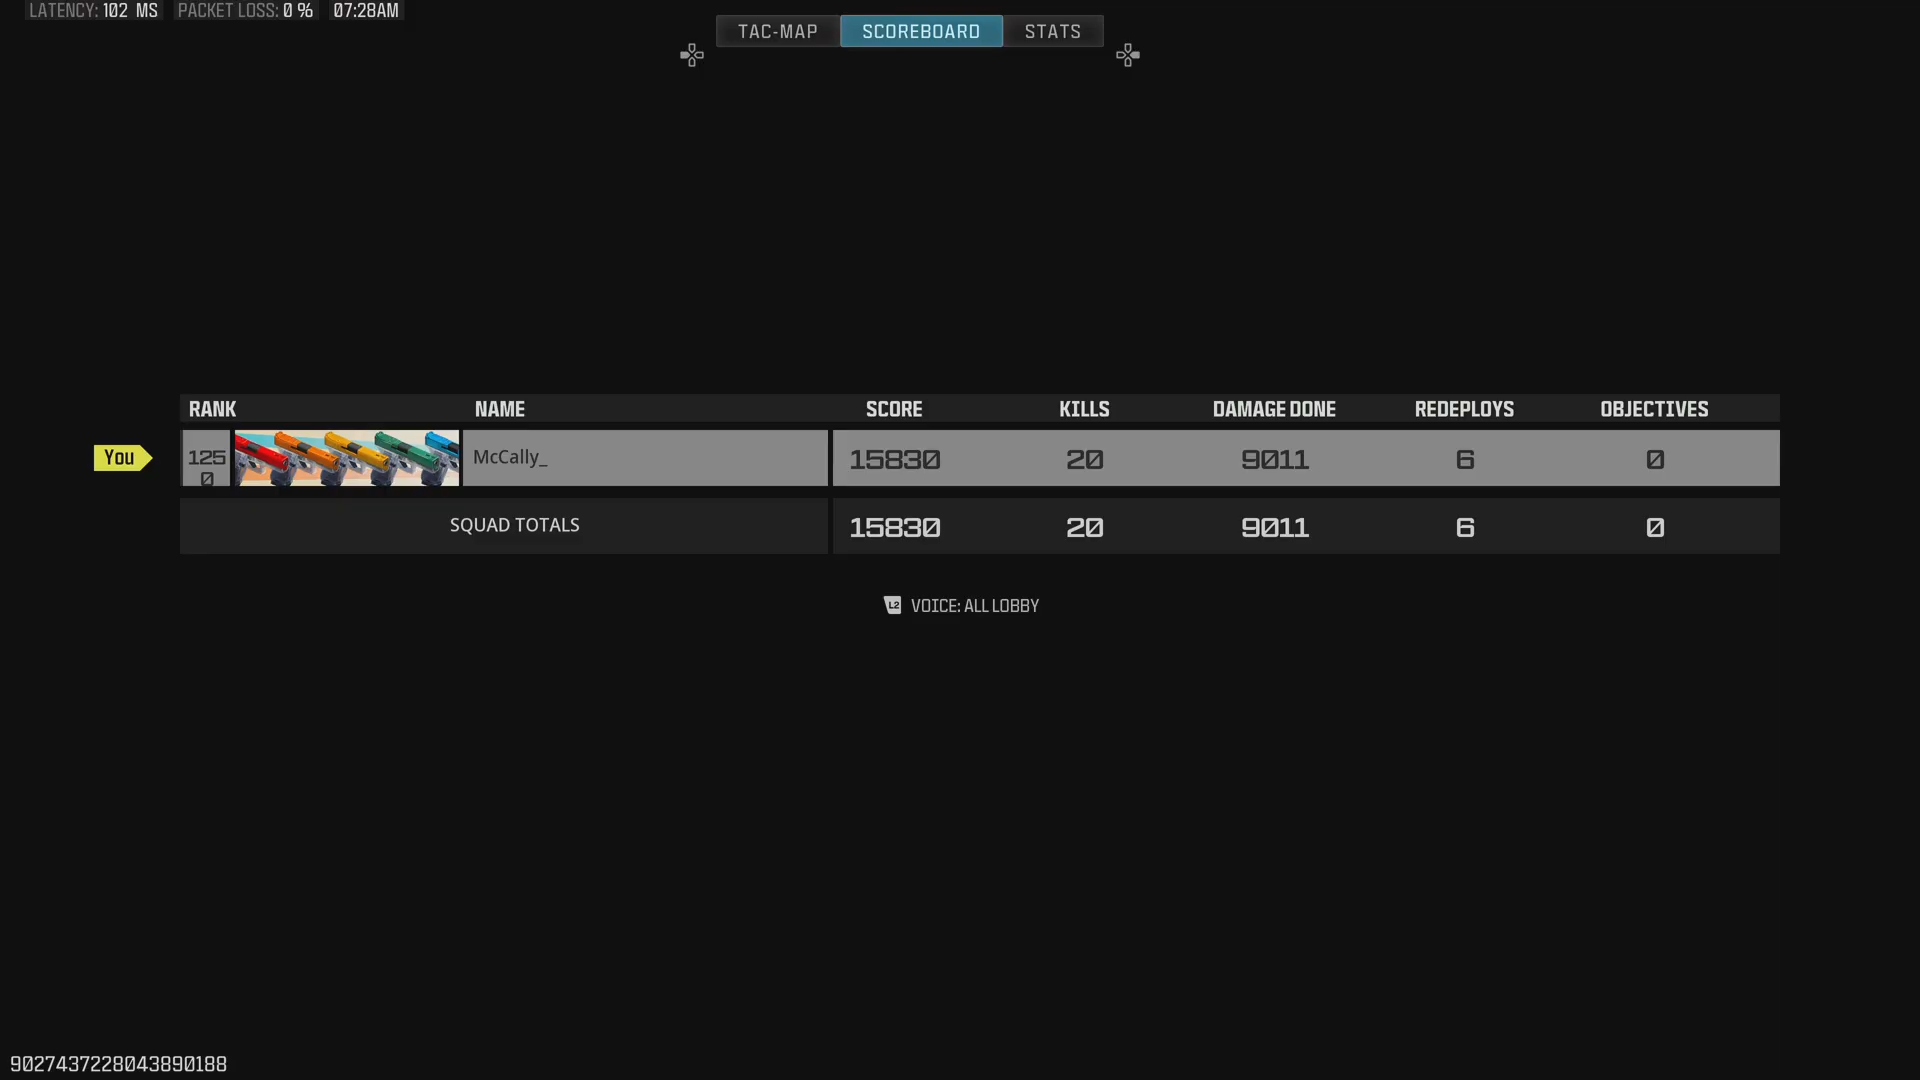 LATENCY: 102 MS PACKET LOSS: 0 % 07:28AM
TAC-MAP SCOREBOARD STATS
RANK NAME SCORE KILLS DAMAGE DONE REDEPLOYS OBJECTIVES
You 1250 McCally_ 15830 20 9011 6 0
SQUAD TOTALS 15830 20 9011 6 0
L2 VOICE: ALL LOBBY
9027437228043890188